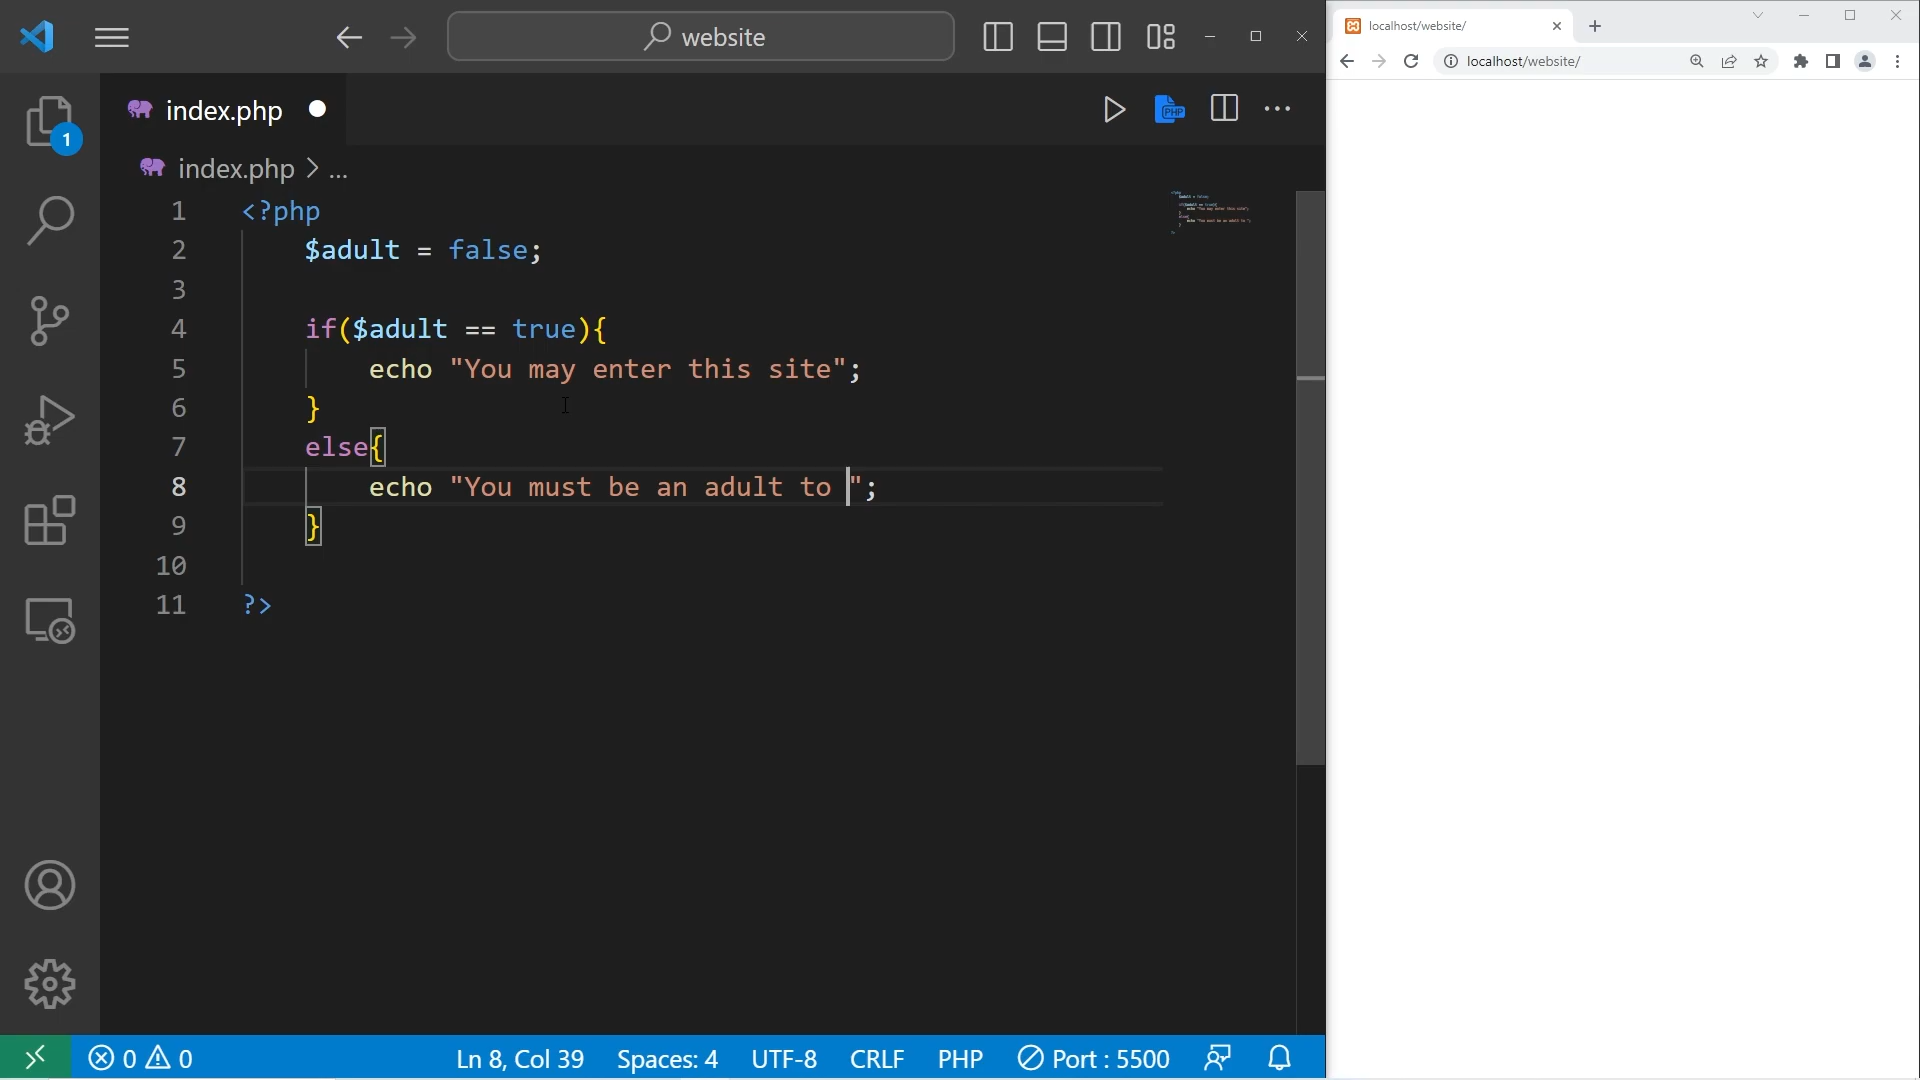 website
localhost/website/
localhost/website/
1
index.php
index.php > ...
1 <?php
2 $adult = false;
3
4 if($adult == true){
5 echo "You may enter this site";
6 }
7 else{
8 echo "You must be an adult to ";
9 }
10
11 ?>
PHP
0 0 Ln 8, Col 39 Spaces: 4 UTF-8 CRLF PHP Port : 5500